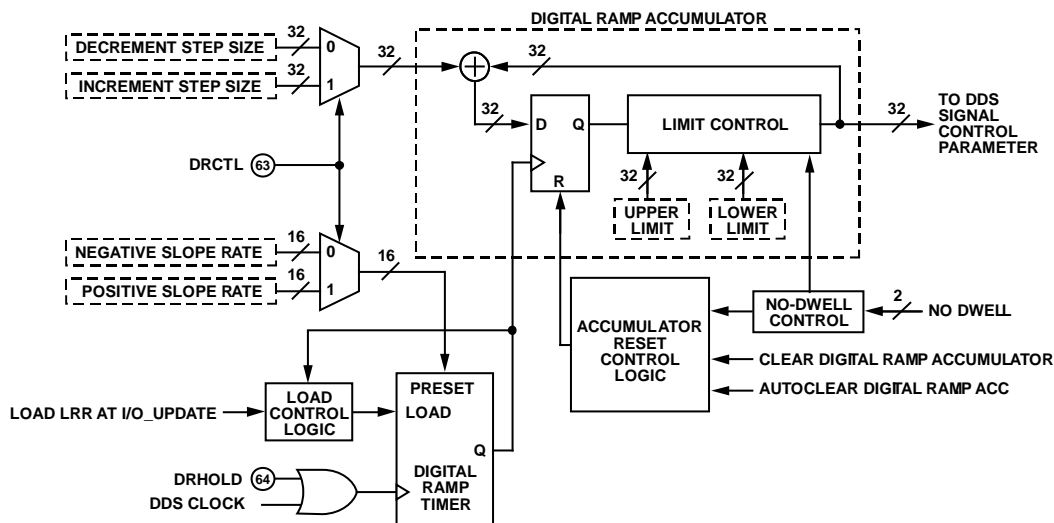 DIGITAL RAMP ACCUMULATOR
DECREMENT STEP SIZE
32
0
32
32
INCREMENT STEP SIZE
32
1
32
D
Q
LIMIT CONTROL
32
TO DDS
SIGNAL
CONTROL
PARAMETER
DRCTL
63
R
32
32
UPPER
LIMIT
LOWER
LIMIT
NEGATIVE SLOPE RATE
16
0
16
POSITIVE SLOPE RATE
16
1
ACCUMULATOR
RESET
CONTROL
LOGIC
NO-DWELL
CONTROL
2
NO DWELL
CLEAR DIGITAL RAMP ACCUMULATOR
AUTOCLEAR DIGITAL RAMP ACC
LOAD LRR AT I/O_UPDATE
LOAD
CONTROL
LOGIC
PRESET
LOAD
Q
DIGITAL
RAMP
TIMER
DRHOLD
64
DDS CLOCK